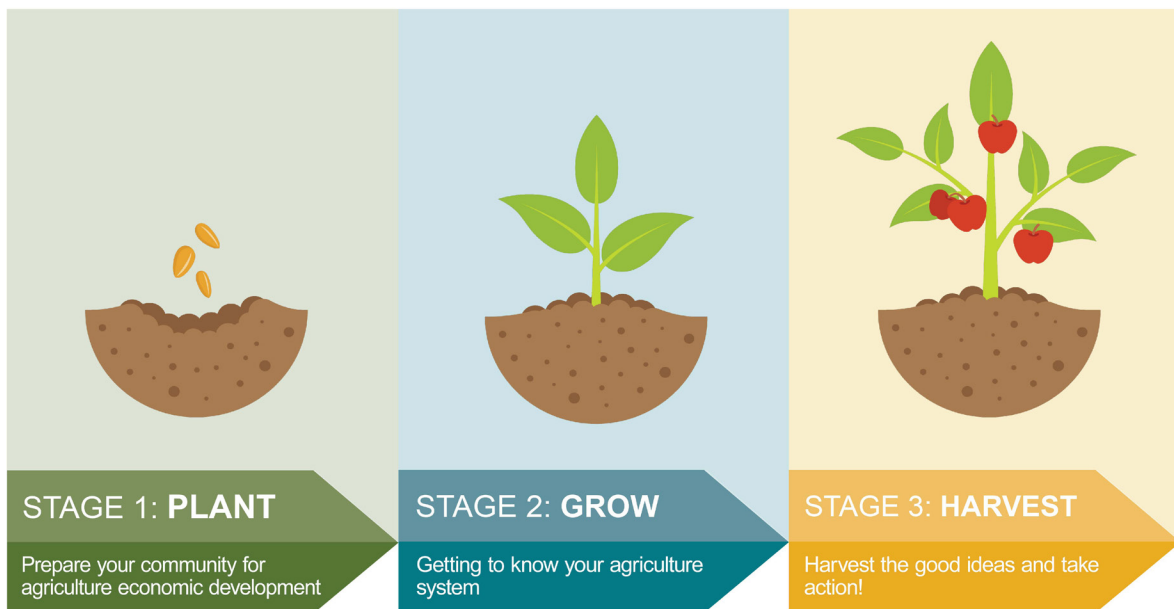 STAGE 1: PLANT
Prepare your community for
agriculture economic development
STAGE 2: GROW
Getting to know your agriculture
system
STAGE 3: HARVEST
Harvest the good ideas and take
action!